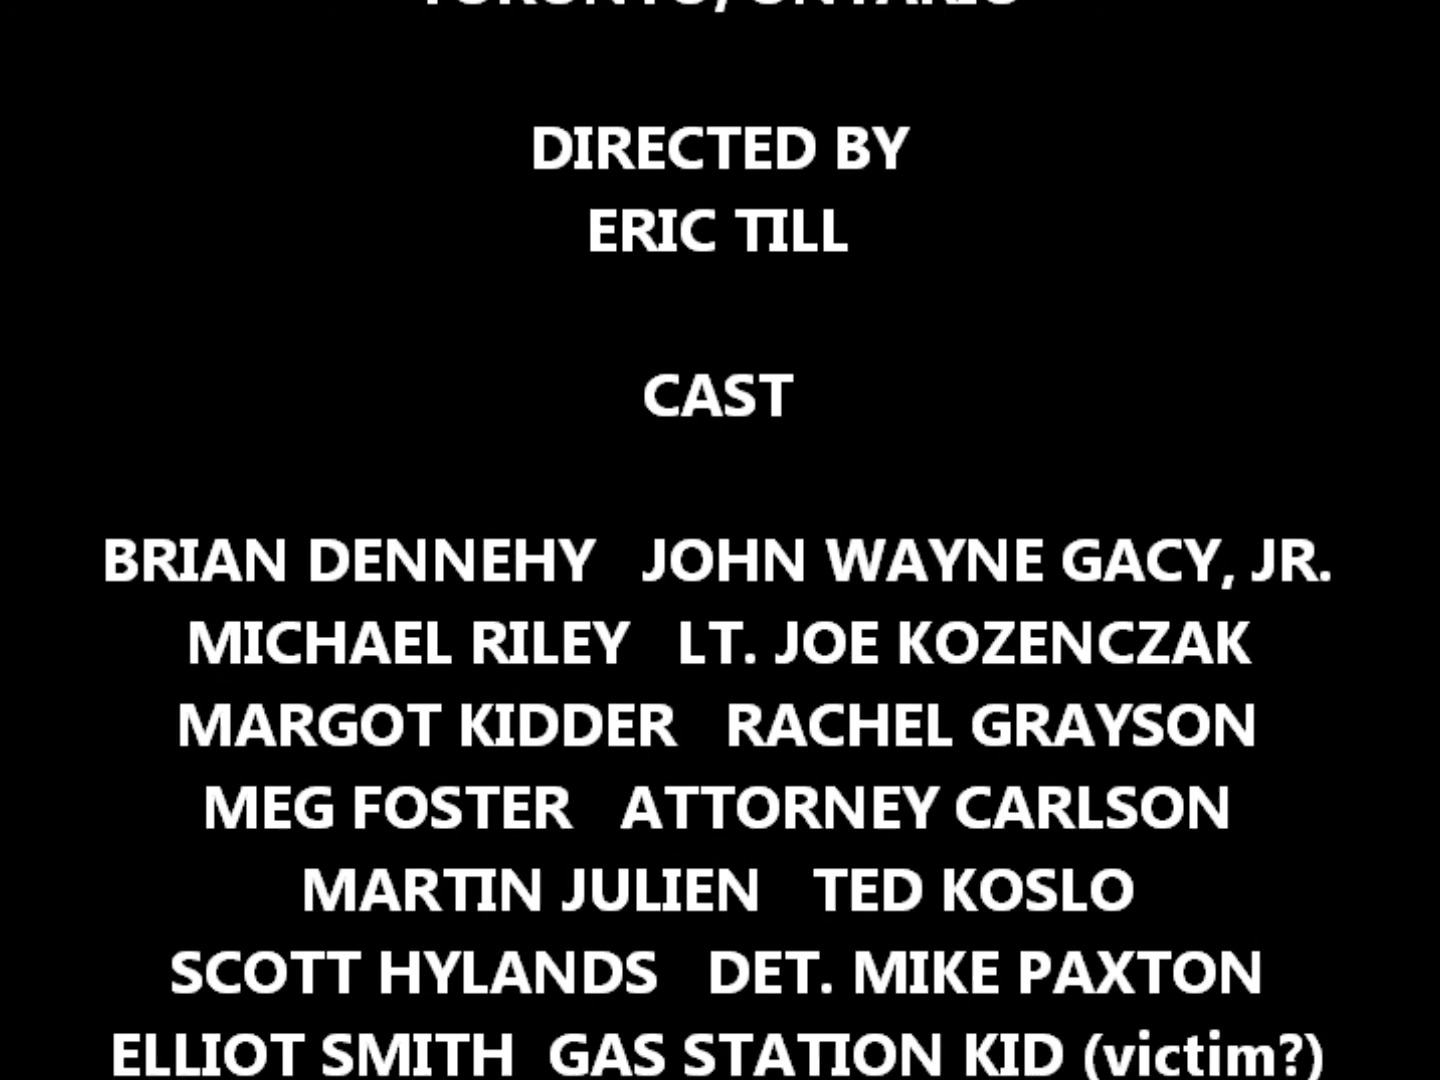 TORONTO, ONTARIO
DIRECTED BY
ERIC TILL
CAST
BRIAN DENNEHY JOHN WAYNE GACY, JR.
MICHAEL RILEY LT. JOE KOZENCZAK
MARGOT KIDDER RACHEL GRAYSON
MEG FOSTER ATTORNEY CARLSON
MARTIN JULIEN TED KOSLO
SCOTT HYLANDS DET. MIKE PAXTON
ELLIOT SMITH GAS STATION KID (victim?)